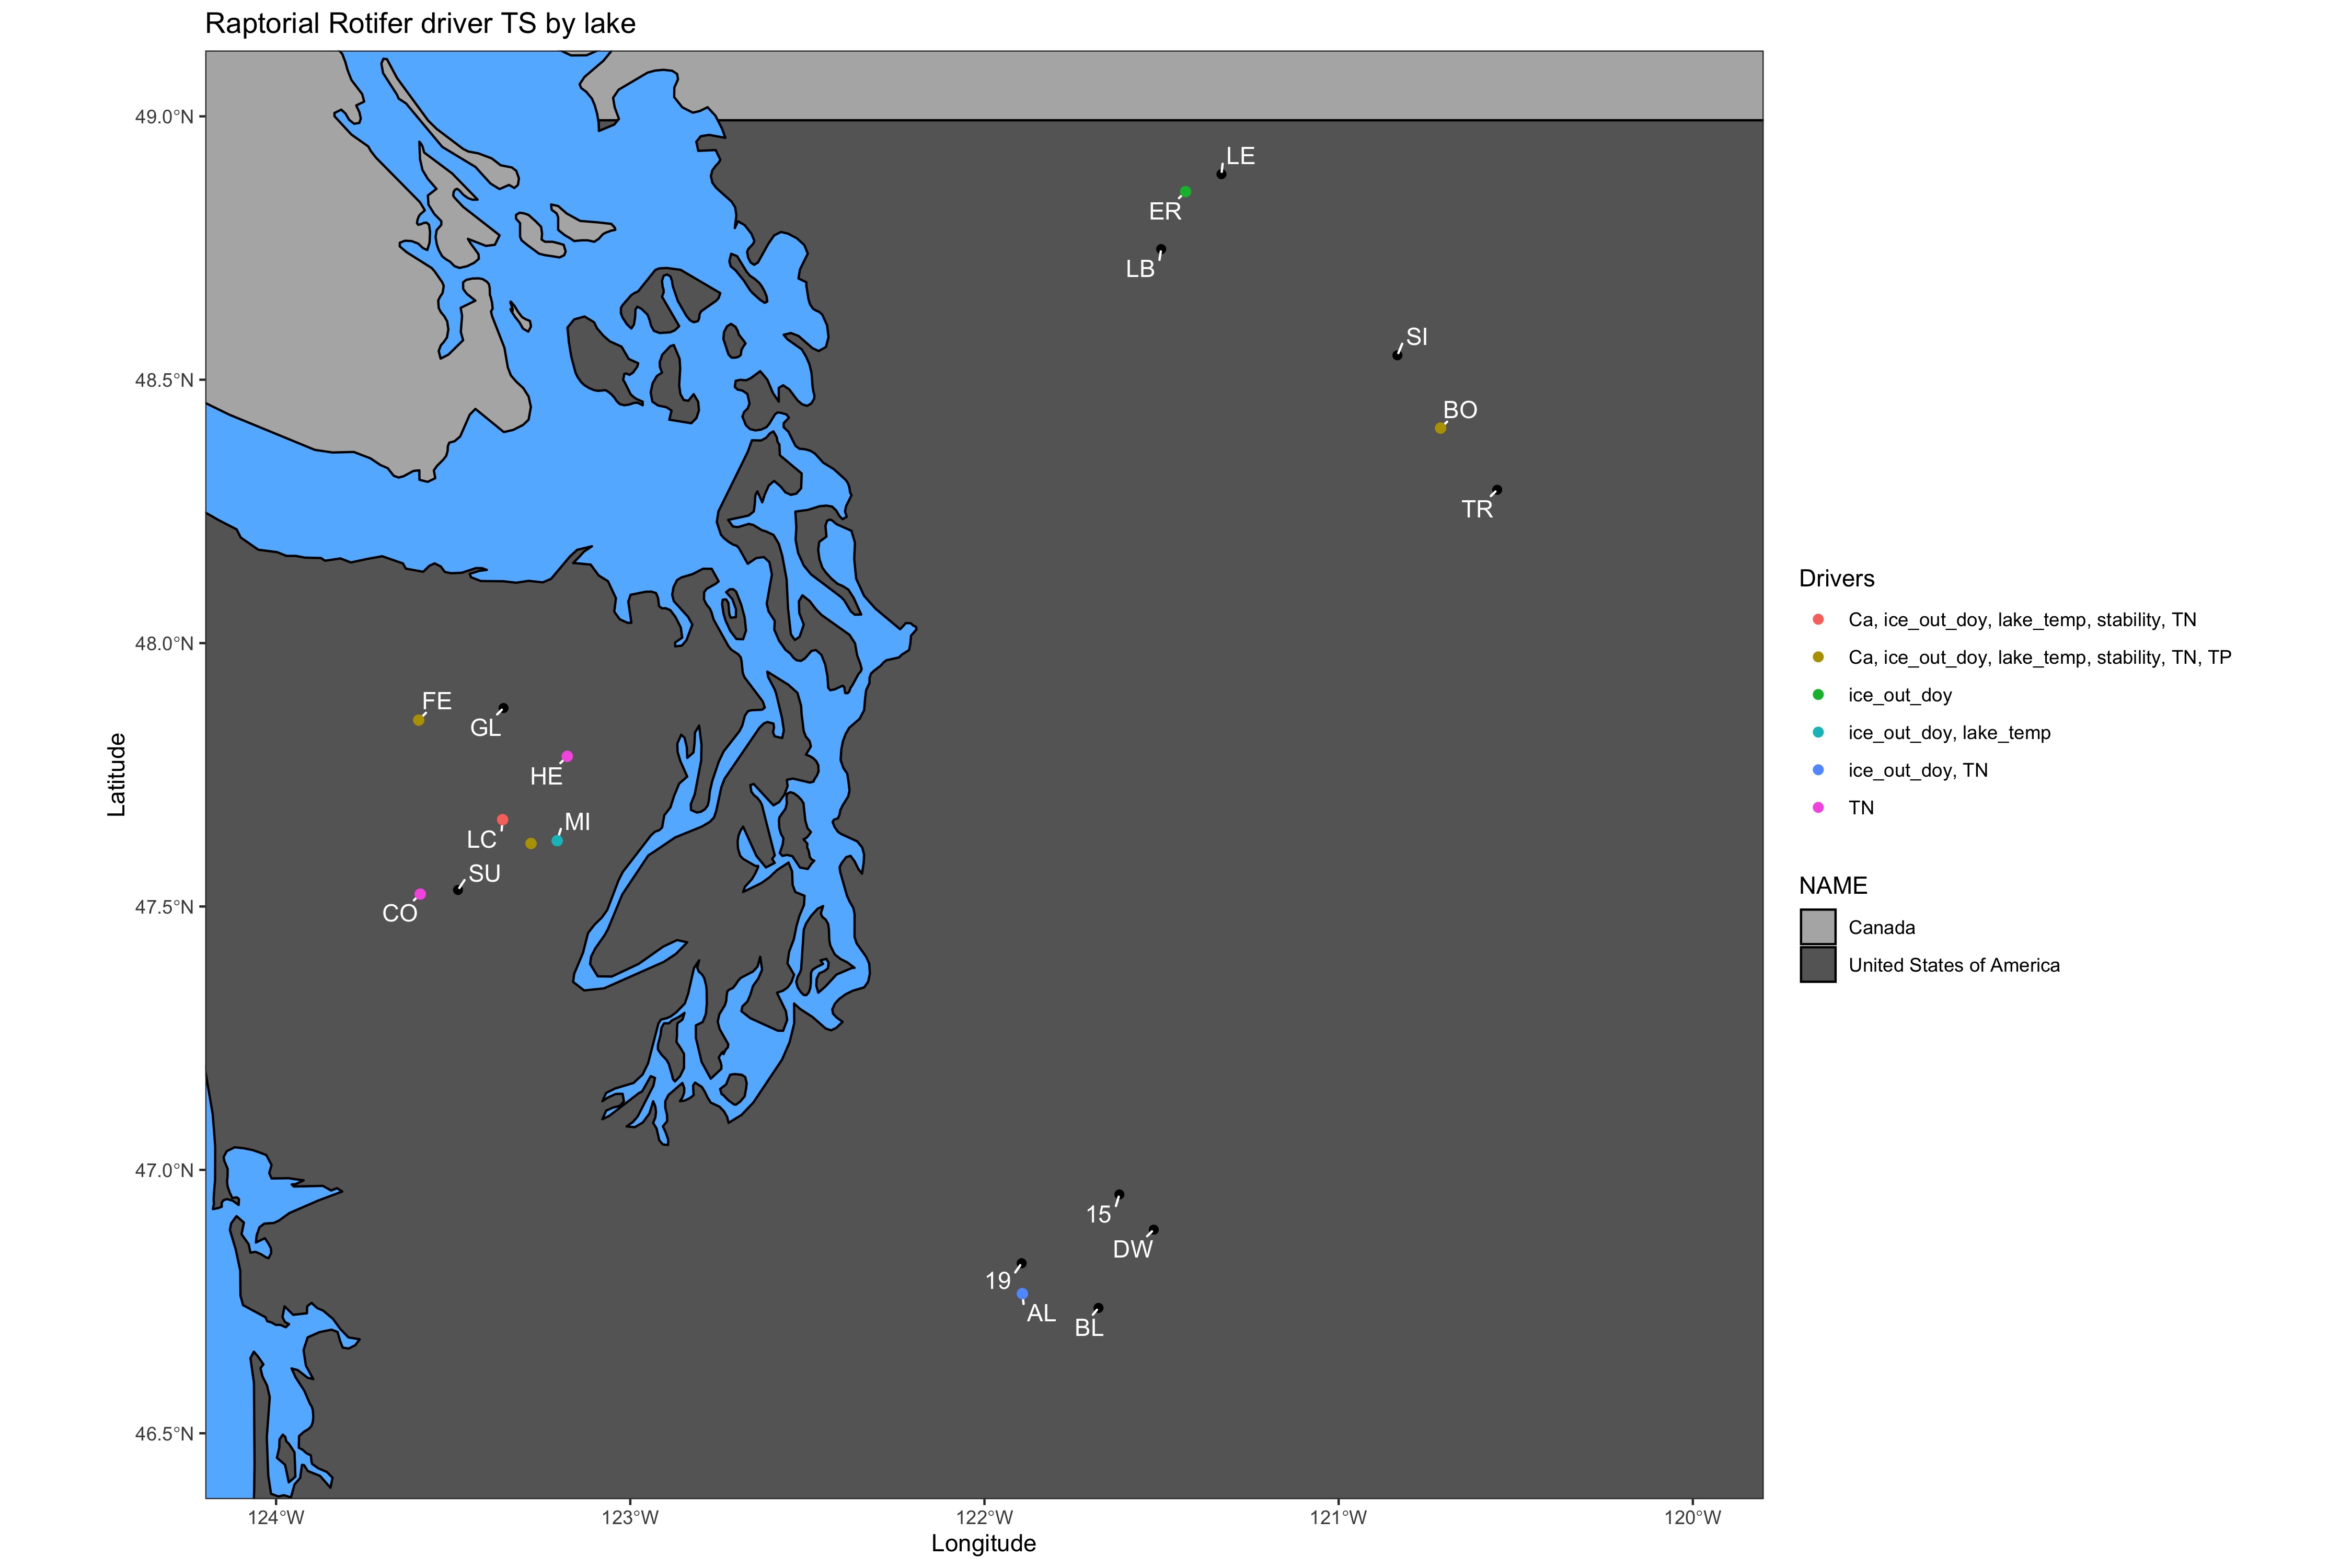 Raptorial Rotifer driver TS by lake
49.0°N
48.5°N
48.0°N
47.5°N
47.0°N
46.5°N
Latitude
LE
ER
LB
SI
BO
TR
FE
GL
HE
MI
LC
SU
CO
15
DW
19
AL
BL
124°W
123°W
122°W
121°W
120°W
Longitude
Drivers
Ca, ice_out_doy, lake_temp, stability, TN
Ca, ice_out_doy, lake_temp, stability, TN, TP
ice_out_doy
ice_out_doy, lake_temp
ice_out_doy, TN
TN
NAME
Canada
United States of America